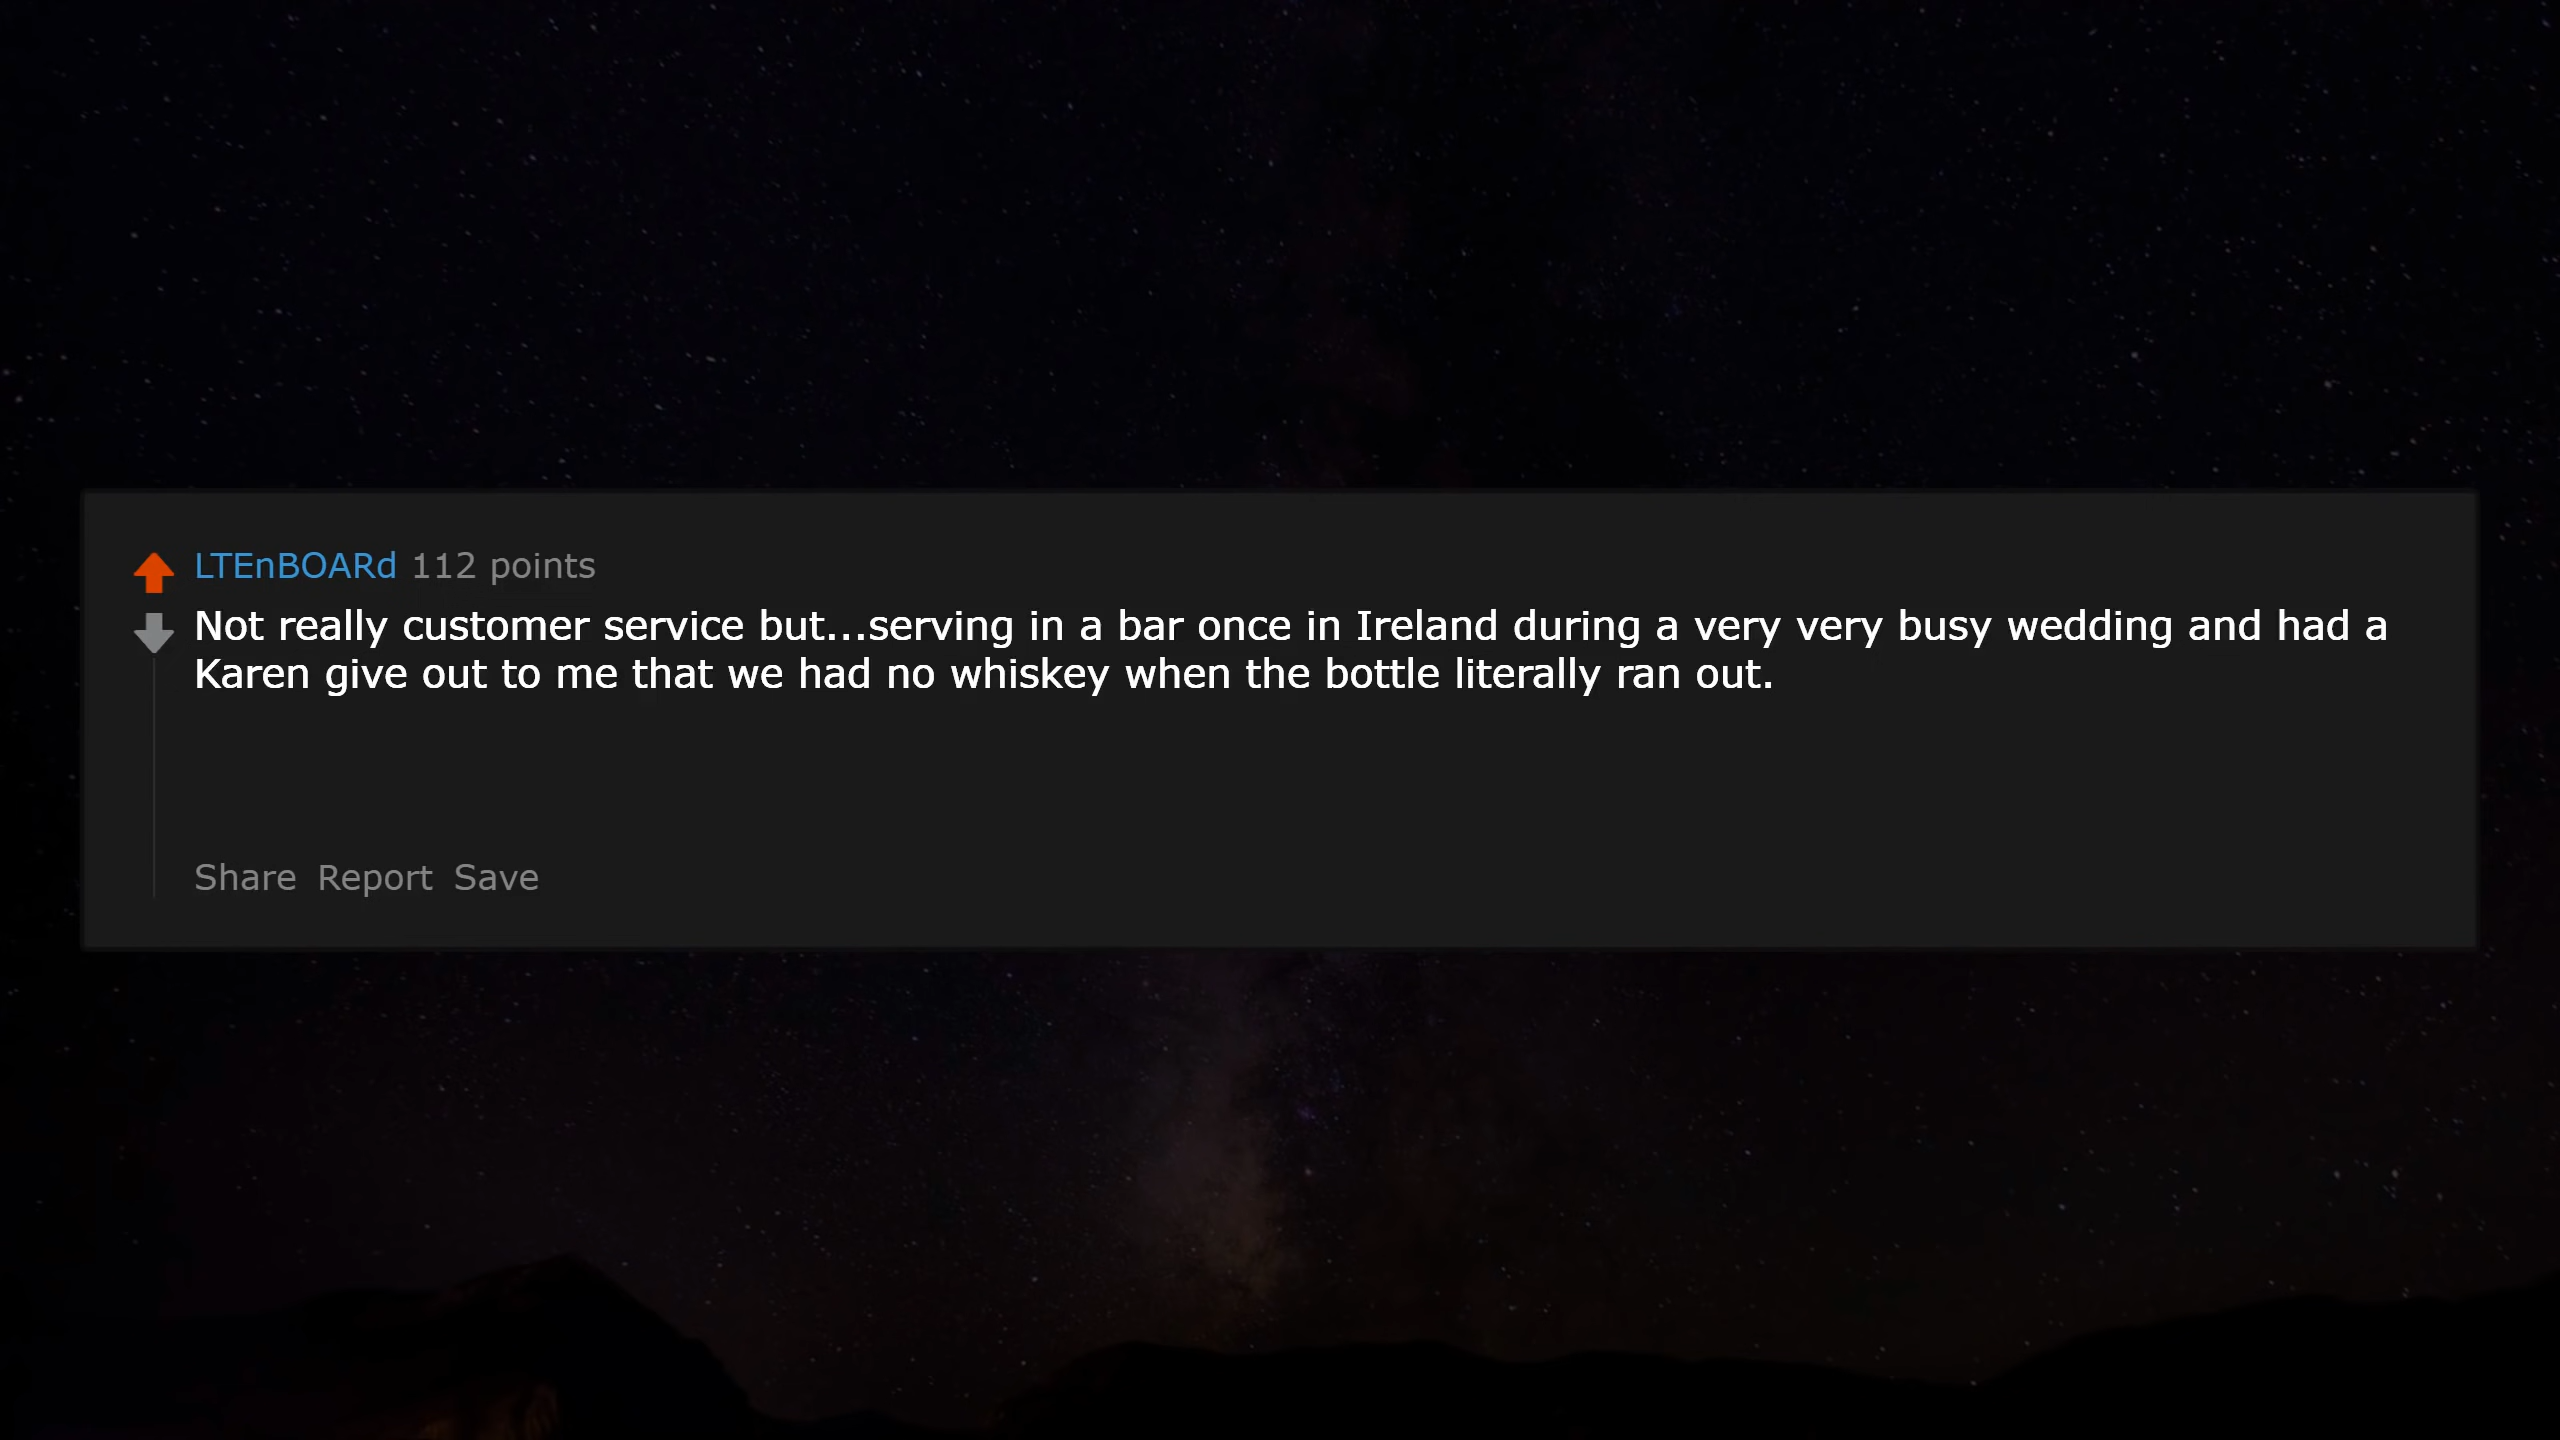 LTEnBOARd 112 points
Not really customer service but...serving in a bar once in Ireland during a very very busy wedding and had a
Karen give out to me that we had no whiskey when the bottle literally ran out.
Share Report Save